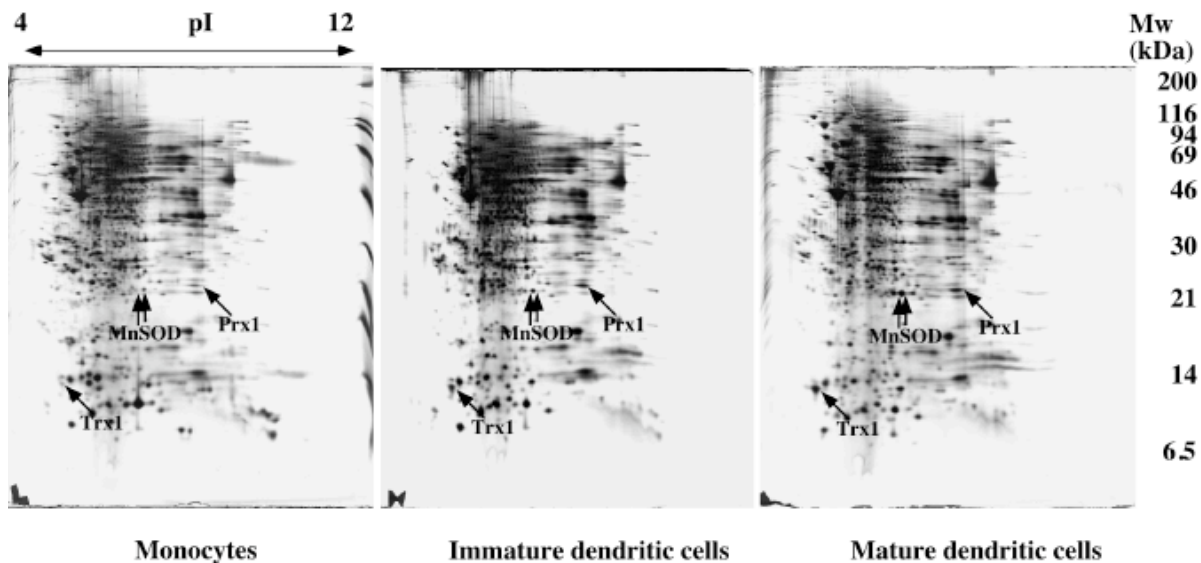 4 pI 12 Mw
(kDa)
200
116
94
69
46
30
21
14
6.5
MnSOD Prx1
Trx1
MnSOD Prx1
Trx1
MnSOD Prx1
Trx1
Monocytes Immature dendritic cells Mature dendritic cells